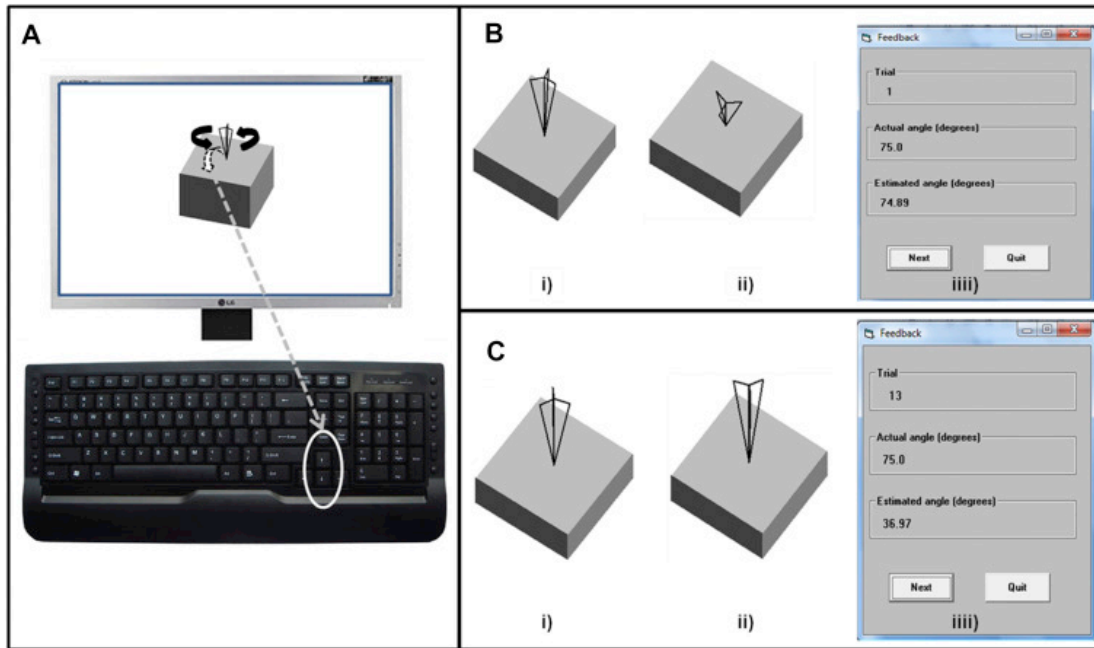 A
LG
B
i)
ii)
Feedback
Trial
1
Actual angle (degrees)
75.0
Estimated angle (degrees)
74.89
Next
Quit
iiii)
C
i)
ii)
Feedback
Trial
13
Actual angle (degrees)
75.0
Estimated angle (degrees)
36.97
Next
Quit
iiii)